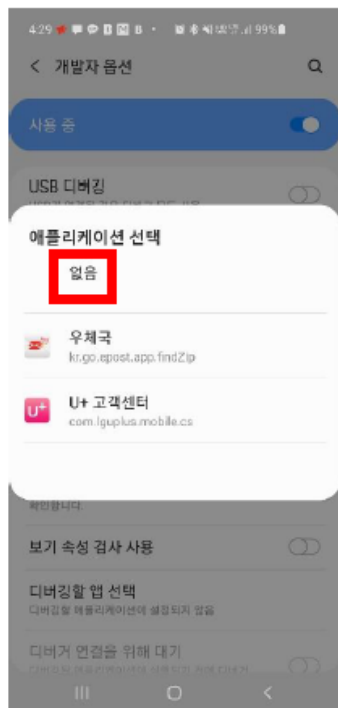 4:29
99%
개발자 옵션
사용 중
USB 디버깅
애플리케이션 선택
없음
우체국
kr.go.epost.app.findZip
U+
U+ 고객센터
com.lguplus.mobile.cs
확인합니다.
보기 속성 검사 사용
디버깅할 앱 선택
디버깅할 애플리케이션이 설정되지 않음
디버거 연결을 위해 대기